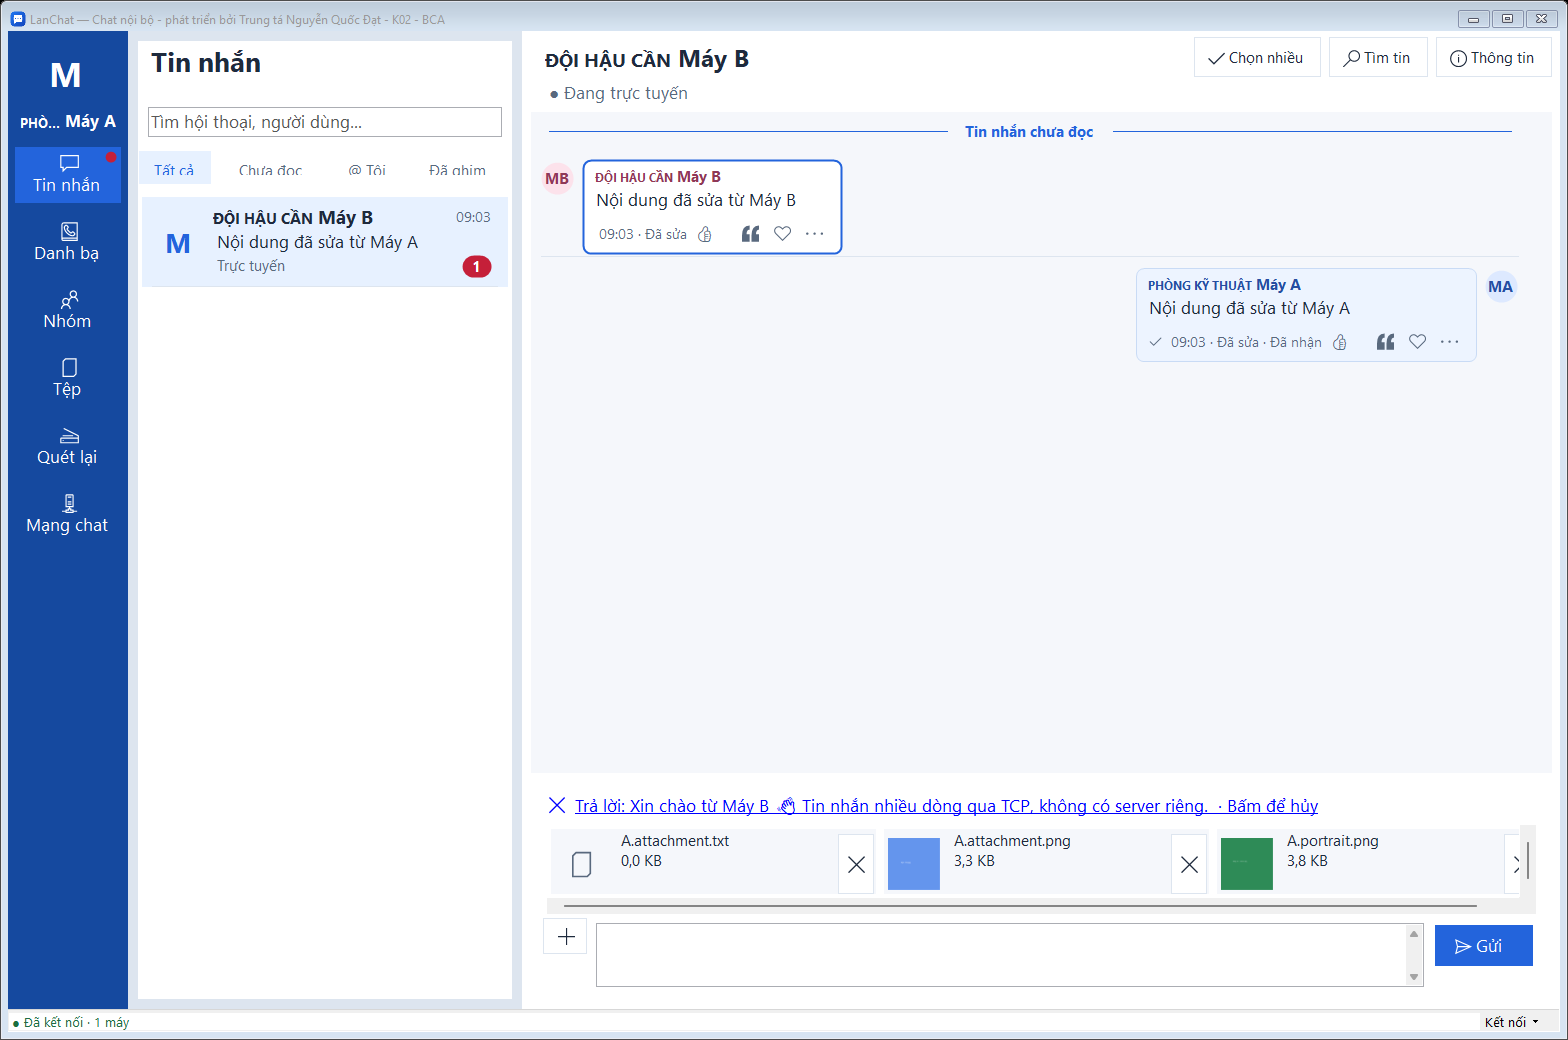 LanChat — Chat nội bộ - phát triển bởi Trung tá Nguyễn Quốc Đạt - K02 - BCA
M
PHÒ... Máy A
Tin nhắn
Danh bạ
Nhóm
Tệp
Quét lại
Mạng chat
Tin nhắn
Tìm hội thoại, người dùng...
Tất cả
Chưa đọc
@ Tôi
Đã ghim
M
ĐỘI HẬU CẦN Máy B
09:03
Nội dung đã sửa từ Máy A
Trực tuyến
1
ĐỘI HẬU CẦN Máy B
● Đang trực tuyến
Chọn nhiều
Tìm tin
Thông tin
Tin nhắn chưa đọc
MB
ĐỘI HẬU CẦN Máy B
Nội dung đã sửa từ Máy B
09:03 · Đã sửa
PHÒNG KỸ THUẬT Máy A
MA
Nội dung đã sửa từ Máy A
09:03 · Đã sửa · Đã nhận
Trả lời: Xin chào từ Máy B 👋 Tin nhắn nhiều dòng qua TCP, không có server riêng. · Bấm để hủy
A.attachment.txt
0,0 KB
A.attachment.png
3,3 KB
A.portrait.png
3,8 KB
Gửi
● Đã kết nối · 1 máy
Kết nối